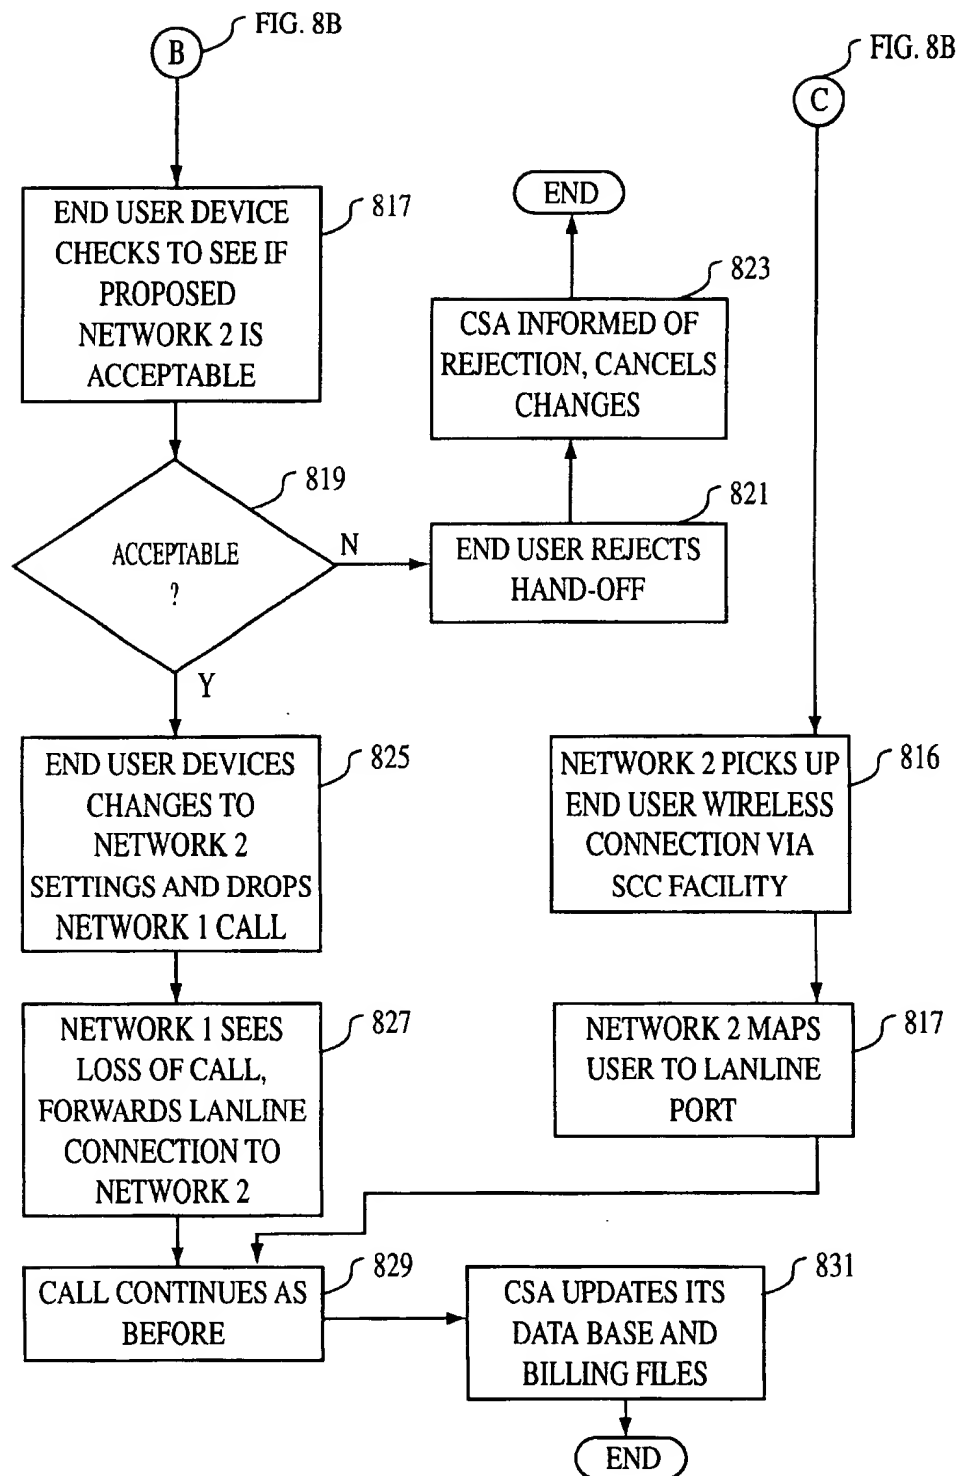 FIG. 8B
B
FIG. 8B
C
END USER DEVICE
CHECKS TO SEE IF
PROPOSED
NETWORK 2 IS
ACCEPTABLE
817
END
823
CSA INFORMED OF
REJECTION, CANCELS
CHANGES
819
ACCEPTABLE
?
N
821
END USER REJECTS
HAND-OFF
Y
END USER DEVICES
CHANGES TO
NETWORK 2
SETTINGS AND DROPS
NETWORK 1 CALL
825
NETWORK 2 PICKS UP
END USER WIRELESS
CONNECTION VIA
SCC FACILITY
816
NETWORK 1 SEES
LOSS OF CALL,
FORWARDS LANLINE
CONNECTION TO
NETWORK 2
827
NETWORK 2 MAPS
USER TO LANLINE
PORT
817
CALL CONTINUES AS
BEFORE
829
CSA UPDATES ITS
DATA BASE AND
BILLING FILES
831
END